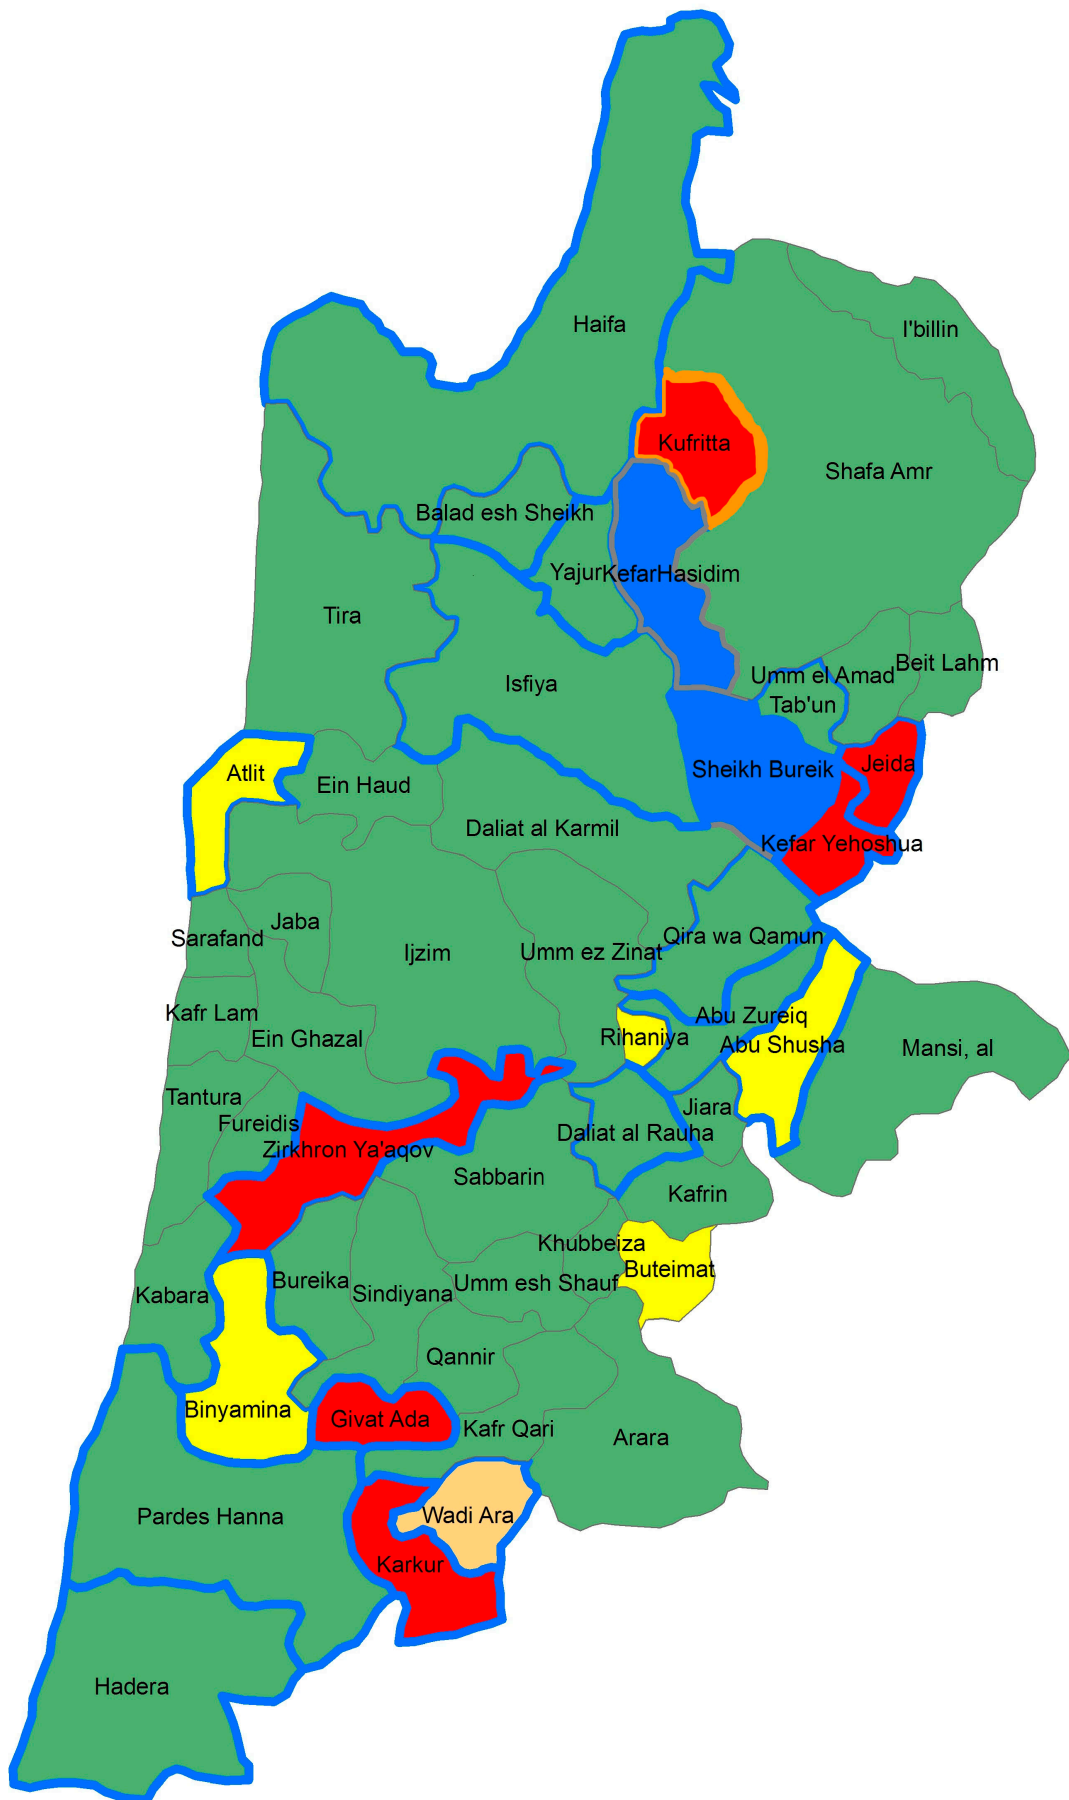 Haifa
I'billin
Kufritta
Shafa Amr
Balad esh Sheikh
Yajur
KefarHasidim
Tira
Isfiya
Umm el Amad
Beit Lahm
Tab'un
Atlit
Ein Haud
Sheikh Bureik
Jeida
Daliat al Karmil
Kefar Yehoshua
Jaba
Sarafand
Ijzim
Umm ez Zinat
Qira wa Qamun
Kafr Lam
Ein Ghazal
Rihaniya
Abu Zureiq
Abu Shusha
Mansi, al
Tantura
Fureidis
Jiara
Zirkhron Ya'aqov
Daliat al Rauha
Sabbarin
Kafrin
Khubbeiza
Kabara
Bureika
Sindiyana
Umm esh Shauf
Buteimat
Qannir
Binyamina
Givat Ada
Kafr Qari
Arara
Pardes Hanna
Wadi Ara
Karkur
Hadera